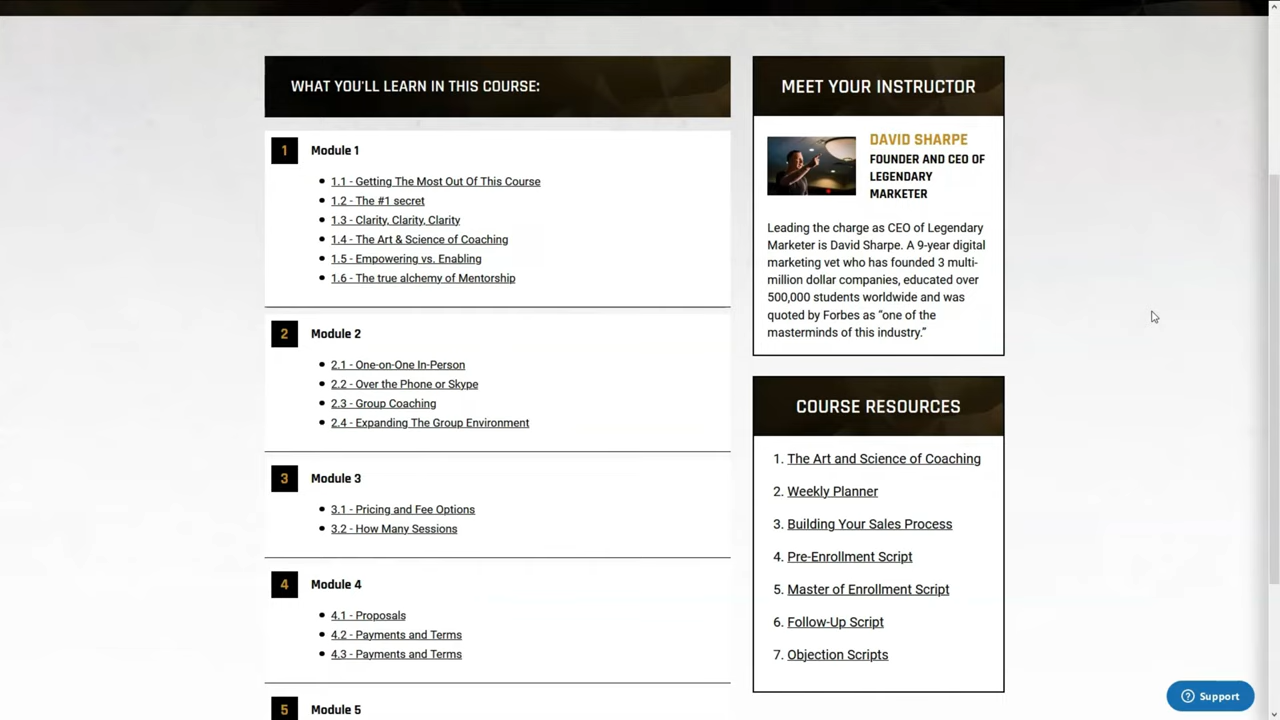 WHAT YOU'LL LEARN IN THIS COURSE:
1 Module 1
1.1 - Getting The Most Out Of This Course
1.2 - The #1 secret
1.3 - Clarity, Clarity, Clarity
1.4 - The Art & Science of Coaching
1.5 - Empowering vs. Enabling
1.6 - The true alchemy of Mentorship
2 Module 2
2.1 - One-on-One In-Person
2.2 - Over the Phone or Skype
2.3 - Group Coaching
2.4 - Expanding The Group Environment
3 Module 3
3.1 - Pricing and Fee Options
3.2 - How Many Sessions
4 Module 4
4.1 - Proposals
4.2 - Payments and Terms
4.3 - Payments and Terms
5 Module 5
MEET YOUR INSTRUCTOR
DAVID SHARPE
FOUNDER AND CEO OF
LEGENDARY
MARKETER
Leading the charge as CEO of Legendary
Marketer is David Sharpe. A 9-year digital
marketing vet who has founded 3 multi-
million dollar companies, educated over
500,000 students worldwide and was
quoted by Forbes as “one of the
masterminds of this industry.”
COURSE RESOURCES
1. The Art and Science of Coaching
2. Weekly Planner
3. Building Your Sales Process
4. Pre-Enrollment Script
5. Master of Enrollment Script
6. Follow-Up Script
7. Objection Scripts
Support